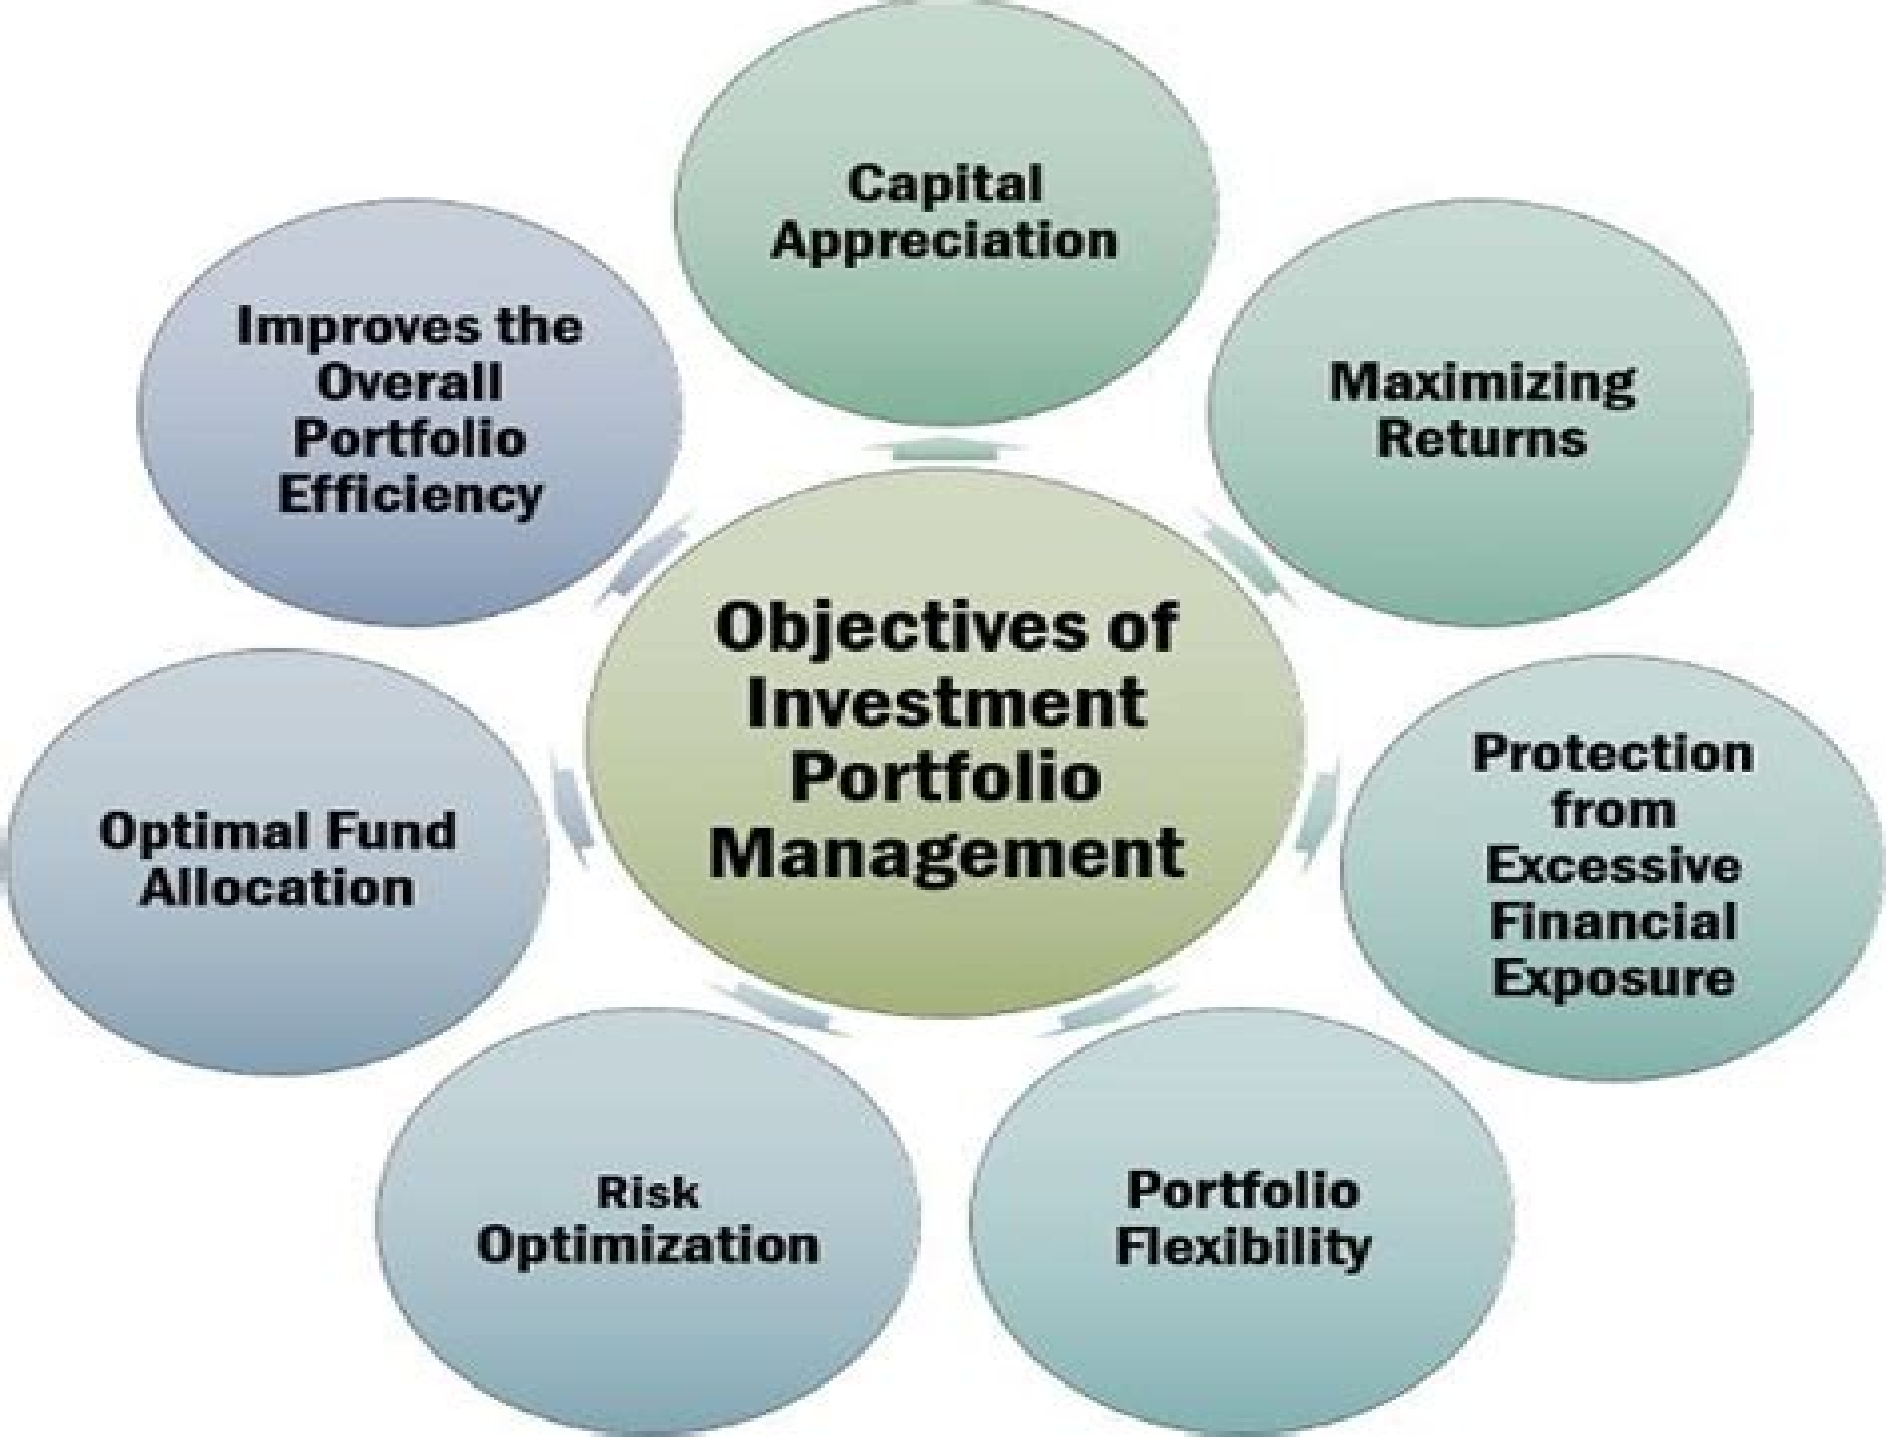 Capital
Appreciation
Maximizing
Returns
Protection
from
Excessive
Financial
Exposure
Portfolio
Flexibility
Risk
Optimization
Optimal Fund
Allocation
Improves the
Overall
Portfolio
Efficiency
Objectives of
Investment
Portfolio
Management